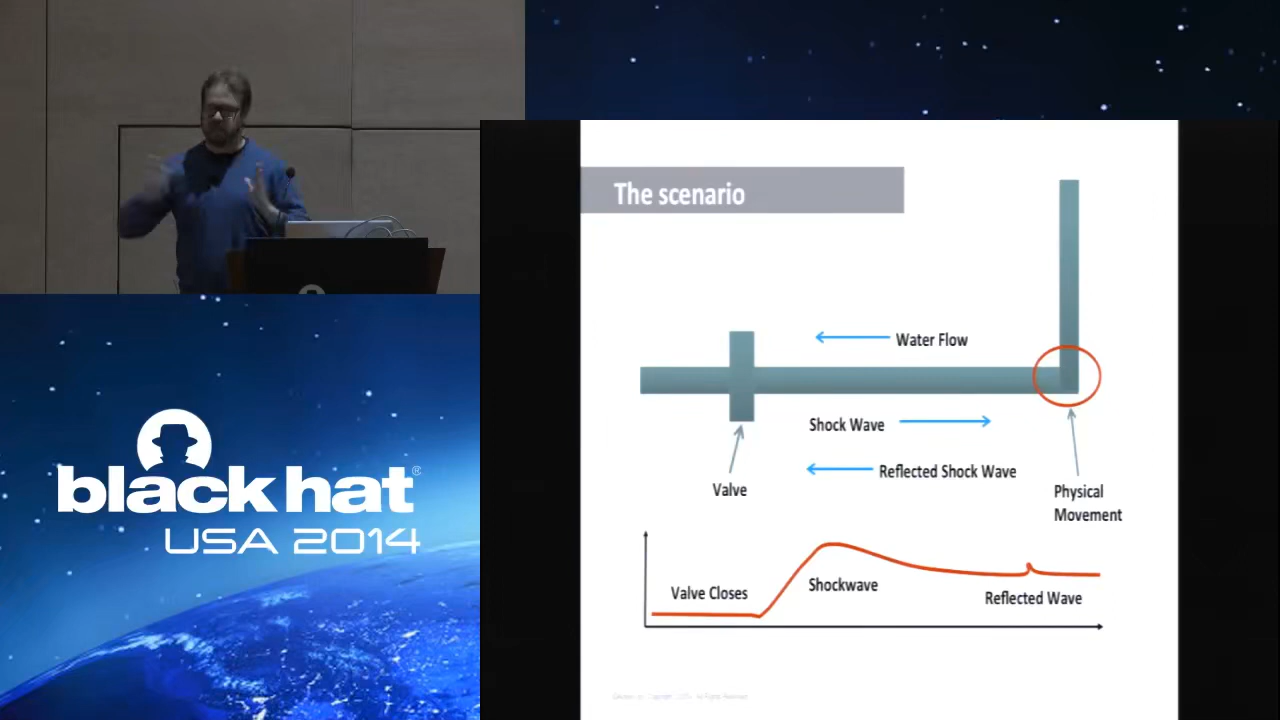 The scenario
Water Flow
Shock Wave
Reflected Shock Wave
Valve
Physical
Movement
Valve Closes
Shockwave
Reflected Wave
black hat®
USA 2014